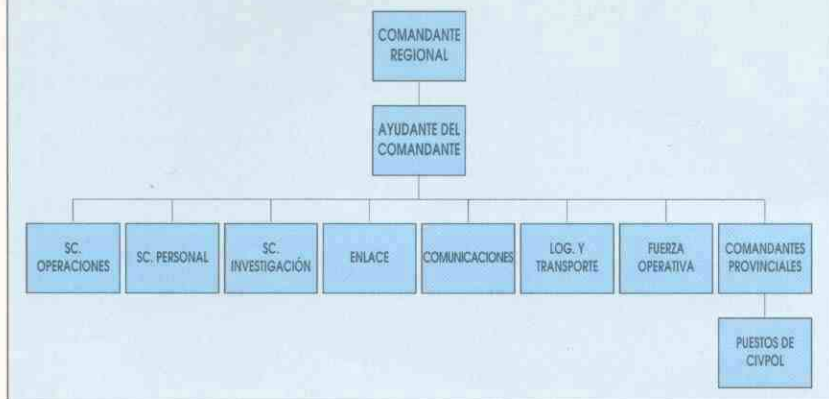 COMANDANTE
REGIONAL
AYUDANTE DEL
COMANDANTE
SC.
OPERACIONES
SC. PERSONAL
SC.
INVESTIGACIÓN
ENLACE
COMUNICACIONES
LOG. Y
TRANSPORTE
FUERZA
OPERATIVA
COMANDANTES
PROVINCIALES
PUESTOS DE
CIVPOL